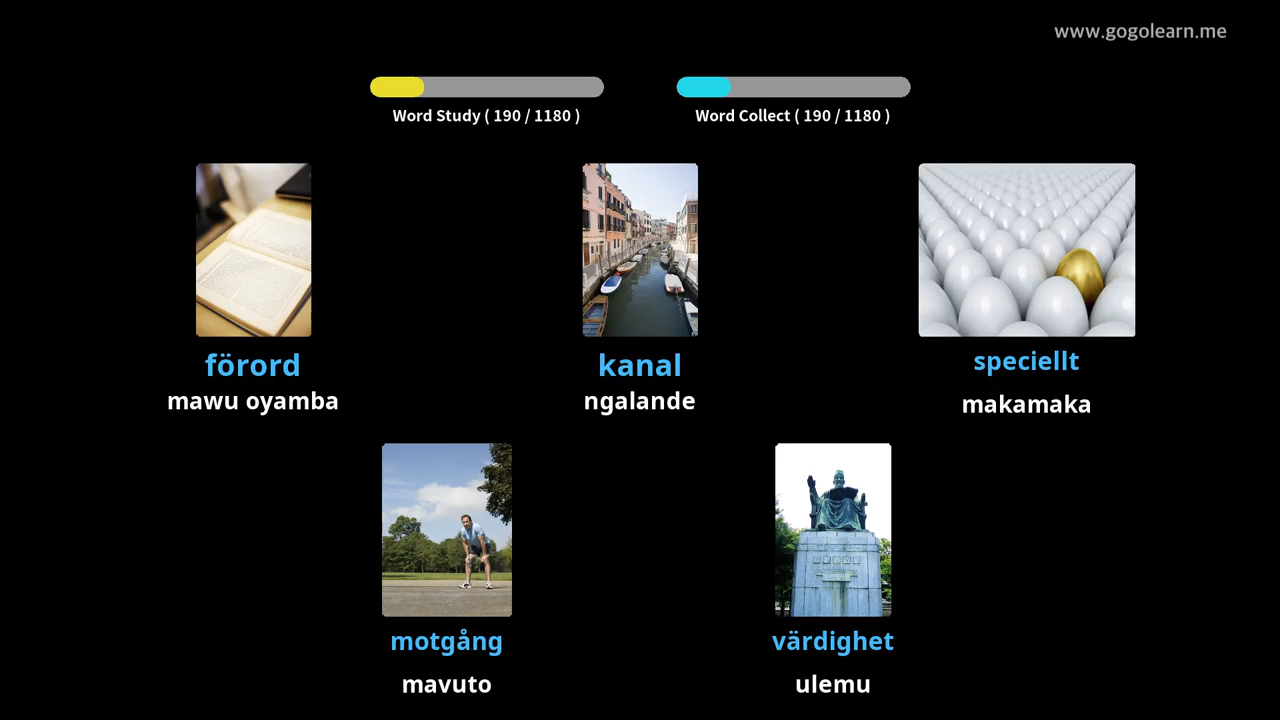 www.gogolearn.me
Word Study ( 190 / 1180 )
Word Collect ( 190 / 1180 )
förord
mawu oyamba
kanal
ngalande
speciellt
makamaka
motgång
mavuto
värdighet
ulemu